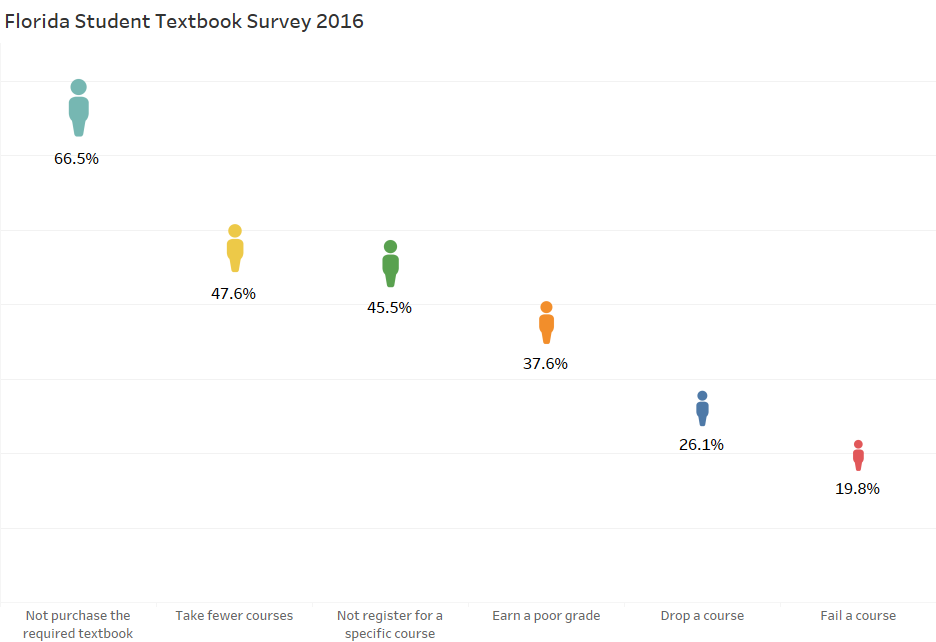 Florida Student Textbook Survey 2016
66.5%
47.6%
45.5%
37.6%
26.1%
19.8%
Not purchase the
required textbook
Take fewer courses
Not register for a
specific course
Earn a poor grade
Drop a course
Fail a course